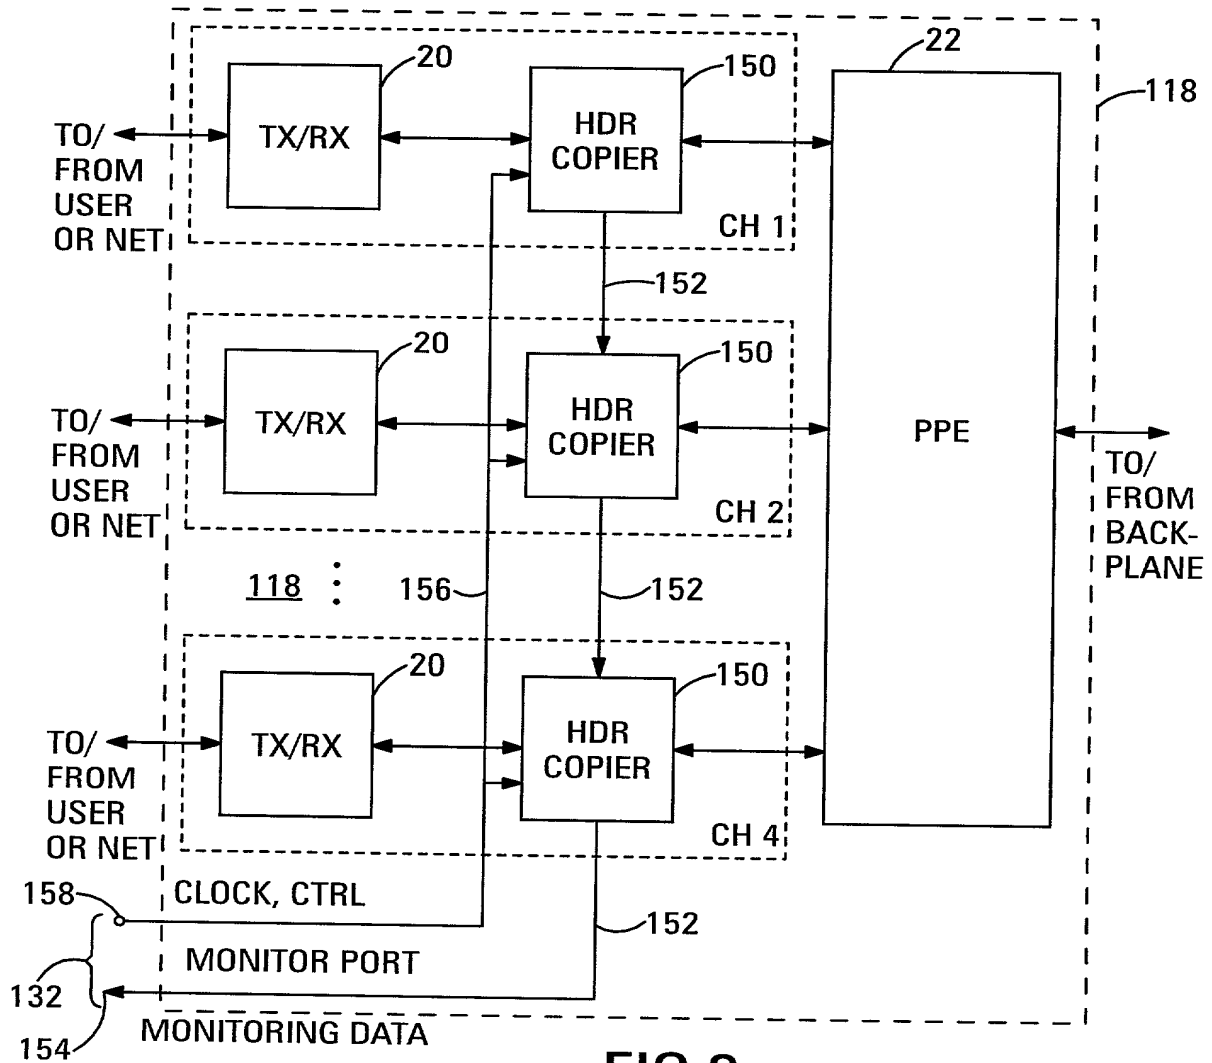 22
20
150
118
TO/
FROM
USER
OR NET
TX/RX
HDR
COPIER
CH 1
152
20
150
TO/
FROM
USER
OR NET
TX/RX
HDR
COPIER
PPE
CH 2
TO/
FROM
BACK-
PLANE
118
156
152
20
150
TO/
FROM
USER
OR NET
TX/RX
HDR
COPIER
CH 4
158
CLOCK, CTRL
152
MONITOR PORT
132
154
MONITORING DATA